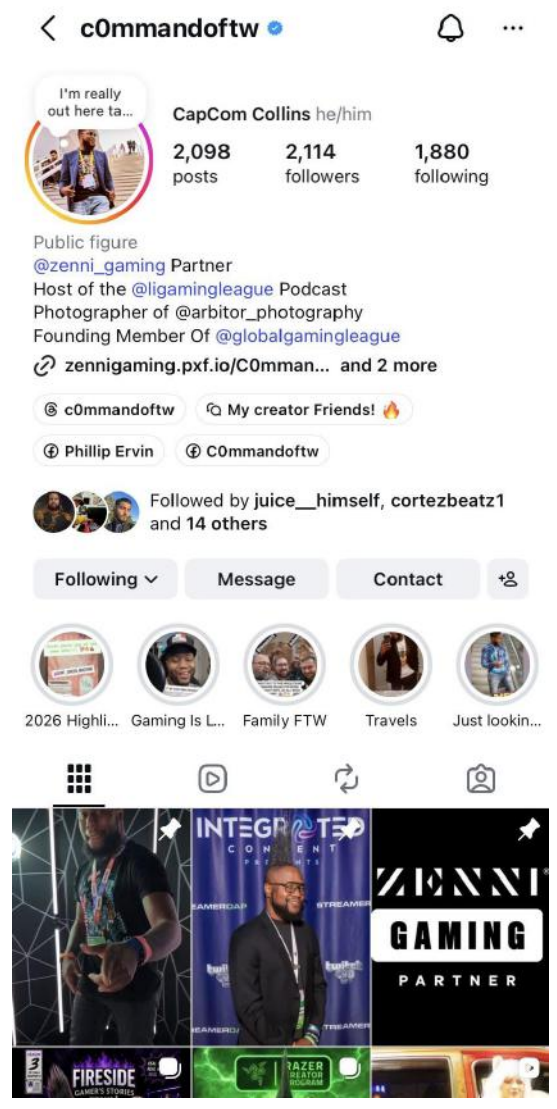 c0mmandoftw
I'm really
out here ta...
CapCom Collins he/him
2,098 2,114 1,880
posts followers following
Public figure
@zenni_gaming Partner
Host of the @ligamingleague Podcast
Photographer of @arbitor_photography
Founding Member Of @globalgamingleague
zennigaming.pxf.io/C0mman... and 2 more
c0mmandoftw My creator Friends! 🔥
Phillip Ervin C0mmandoftw
Followed by juice__himself, cortezbeatz1
and 14 others
Following Message Contact
2026 Highli... Gaming Is L... Family FTW Travels Just lookin...
INTEGRATED
CONTENT
PRESENTS
STREAMER
twitch
ZENNI
GAMING
PARTNER
3
FIRESIDE
GAMER'S STORIES
RAZER